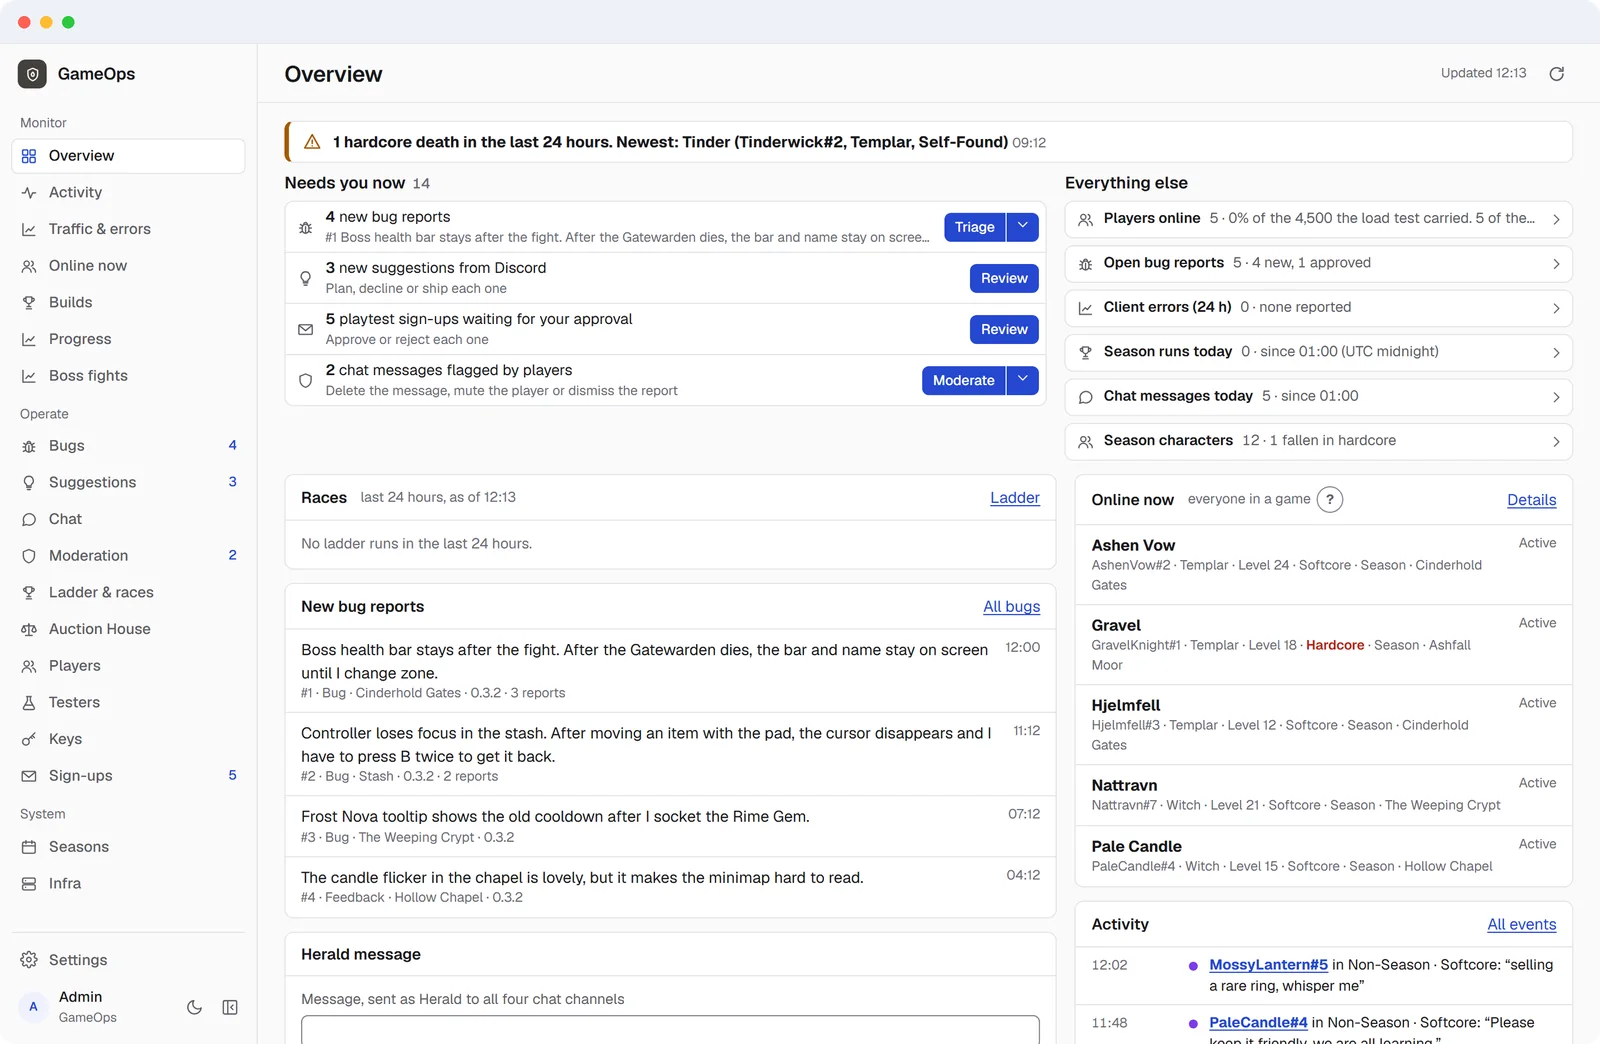 GameOps
Monitor
Overview
Activity
Traffic & errors
Online now
Builds
Progress
Boss fights
Operate
Bugs 4
Suggestions 3
Chat
Moderation 2
Ladder & races
Auction House
Players
Testers
Keys
Sign-ups 5
System
Seasons
Infra
Settings
A
Admin
GameOps
Overview
Updated 12:13
1 hardcore death in the last 24 hours. Newest: Tinder (Tinderwick#2, Templar, Self-Found) 09:12
Needs you now 14
4 new bug reports
#1 Boss health bar stays after the fight. After the Gatewarden dies, the bar and name stay on scree...
Triage
3 new suggestions from Discord
Plan, decline or ship each one
Review
5 playtest sign-ups waiting for your approval
Approve or reject each one
Review
2 chat messages flagged by players
Delete the message, mute the player or dismiss the report
Moderate
Everything else
Players online 5 · 0% of the 4,500 the load test carried. 5 of the...
Open bug reports 5 · 4 new, 1 approved
Client errors (24 h) 0 · none reported
Season runs today 0 · since 01:00 (UTC midnight)
Chat messages today 5 · since 01:00
Season characters 12 · 1 fallen in hardcore
Races last 24 hours, as of 12:13 Ladder
No ladder runs in the last 24 hours.
New bug reports All bugs
Boss health bar stays after the fight. After the Gatewarden dies, the bar and name stay on screen 12:00
until I change zone.
#1 · Bug · Cinderhold Gates · 0.3.2 · 3 reports
Controller loses focus in the stash. After moving an item with the pad, the cursor disappears and I 11:12
have to press B twice to get it back.
#2 · Bug · Stash · 0.3.2 · 2 reports
Frost Nova tooltip shows the old cooldown after I socket the Rime Gem. 07:12
#3 · Bug · The Weeping Crypt · 0.3.2
The candle flicker in the chapel is lovely, but it makes the minimap hard to read. 04:12
#4 · Feedback · Hollow Chapel · 0.3.2
Herald message
Message, sent as Herald to all four chat channels
Online now everyone in a game ? Details
Ashen Vow Active
AshenVow#2 · Templar · Level 24 · Softcore · Season · Cinderhold
Gates
Gravel Active
GravelKnight#1 · Templar · Level 18 · Hardcore · Season · Ashfall
Moor
Hjelmfell Active
Hjelmfell#3 · Templar · Level 12 · Softcore · Season · Cinderhold
Gates
Nattravn Active
Nattravn#7 · Witch · Level 21 · Softcore · Season · The Weeping Crypt
Pale Candle Active
PaleCandle#4 · Witch · Level 15 · Softcore · Season · Hollow Chapel
Activity All events
12:02 MossyLantern#5 in Non-Season · Softcore: “selling
a rare ring, whisper me”
11:48 PaleCandle#4 in Non-Season · Softcore: “Please
keep it friendly, we are all learning.”